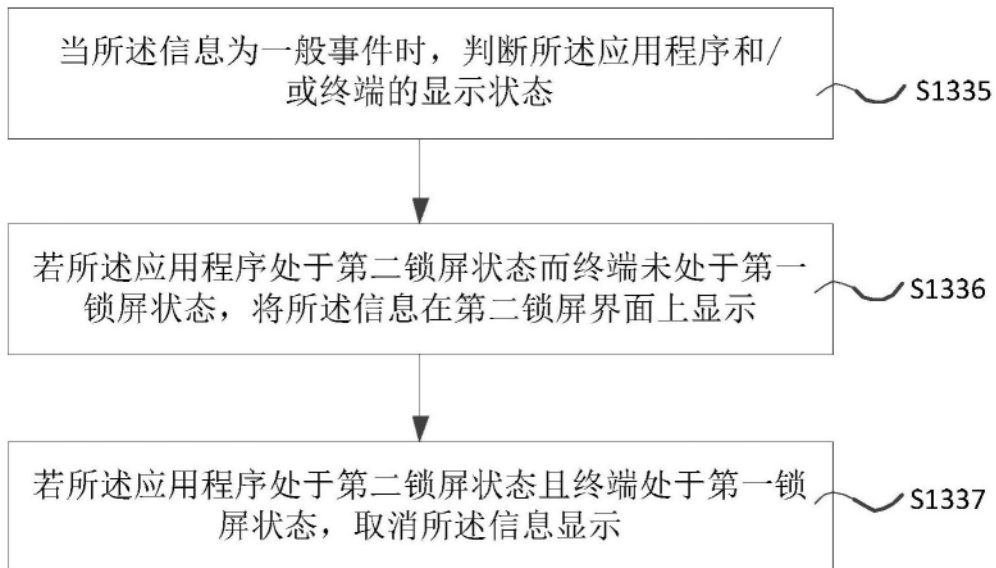 当所述信息为一般事件时，判断所述应用程序和/
或终端的显示状态
S1335
若所述应用程序处于第二锁屏状态而终端未处于第一
锁屏状态，将所述信息在第二锁屏界面上显示
S1336
若所述应用程序处于第二锁屏状态且终端处于第一锁
屏状态，取消所述信息显示
S1337